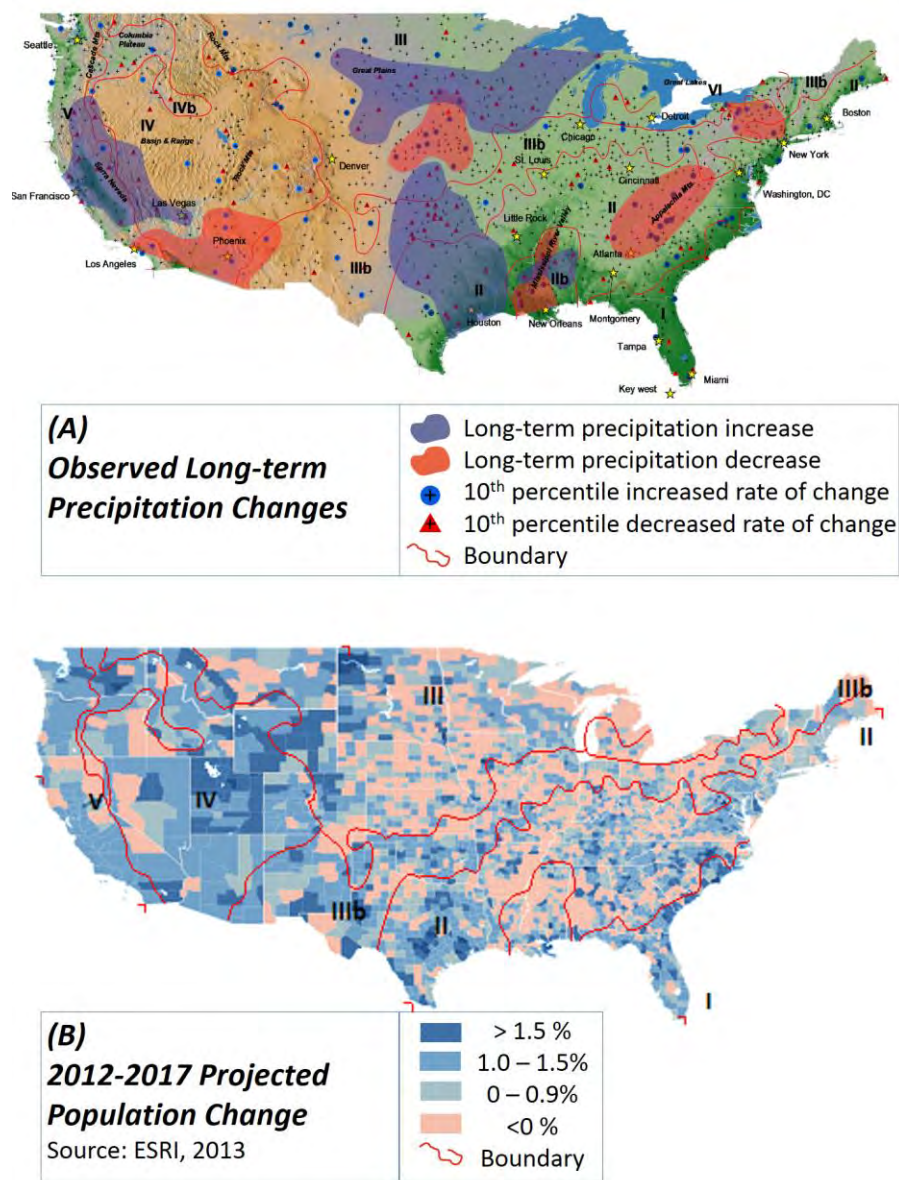 Seattle
Cascade Mts
Columbia
Plateau
Rock Mts
III
Great Plains
Great Lakes
VI
IIIb
II
Boston
V
IVb
IV
Basin & Range
Rock Mts
Denver
Chicago
Detroit
New York
IIIb
St. Louis
Cincinnati
Washington, DC
San Francisco
Sierra Nevada
Las Vegas
Little Rock
Mississippi River Valley
II
Appalachia Mts.
Los Angeles
Phoenix
IIIb
II
IIb
Atlanta
Houston
New Orleans
Montgomery
I
Tampa
Key west
Miami
(A)
Observed Long-term
Precipitation Changes
Long-term precipitation increase
Long-term precipitation decrease
10th percentile increased rate of change
10th percentile decreased rate of change
Boundary
III
IIIb
II
V
IV
IIIb
II
I
(B)
2012-2017 Projected
Population Change
Source: ESRI, 2013
> 1.5 %
1.0 – 1.5%
0 – 0.9%
<0 %
Boundary